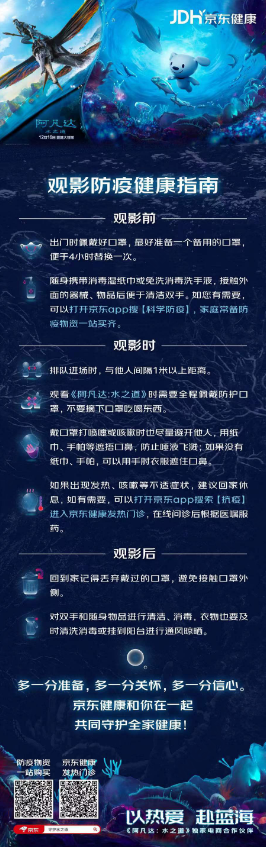 JDH 京东健康
阿凡达
水之道
观影防疫健康指南
观影前
出门时佩戴好口罩，最好准备一个备用的口罩，
便于4小时替换一次。
随身携带消毒湿纸巾或免洗消毒洗手液，接触外
面的器械、物品后便于清洁双手。如您有需要，
可以打开京东app搜【科学防疫】，家庭常备防
疫物资一站买齐。
观影时
排队进场时，与他人间隔1米以上距离。
观看《阿凡达:水之道》时需要全程佩戴防护口
罩，不要摘下口罩吃喝东西。
戴口罩打喷嚏或咳嗽时也尽量避开他人，用纸
巾、手帕等遮捂口鼻，防止唾液飞溅；如果没有
纸巾、手帕，可以用手肘衣服遮住口鼻。
如果出现发热、咳嗽等不适症状，建议回家休
息，如有需要，可以打开京东app搜索【抗疫】
进入京东健康发热门诊，在线问诊后根据医嘱服
药。
观影后
回到家记得丢弃戴过的口罩，避免接触口罩外
侧。
对双手和随身物品进行清洁、消毒，衣物也要及
时清洗消毒或挂到阳台进行通风晾晒。
多一分准备，多一分关怀，多一分信心。
京东健康和你在一起
共同守护全家健康！
防疫物资 京东健康
一站购买 发热门诊
京东 守护水之道
以热爱 赴蓝海
《阿凡达：水之道》独家电商合作伙伴